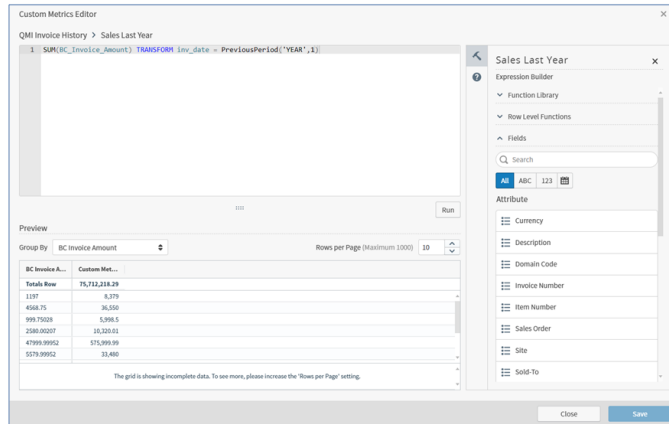 Custom Metrics Editor
QMI Invoice History > Sales Last Year
1 SUM(BC_Invoice_Amount) TRANSFORM inv_date = PreviousPeriod('YEAR',1)
Run
Preview
Group By BC Invoice Amount
Rows per Page (Maximum 1000) 10
BC Invoice A... Custom Met...
Totals Row 75,712,218.29
1197 8,379
4568.75 36,550
999.75028 5,998.5
2580.00207 10,320.01
47999.99952 575,999.99
5579.99952 33,480
The grid is showing incomplete data. To see more, please increase the 'Rows per Page' setting.
Sales Last Year
Expression Builder
Function Library
Row Level Functions
Fields
Search
All ABC 123
Attribute
Currency
Description
Domain Code
Invoice Number
Item Number
Sales Order
Site
Sold-To
Close Save